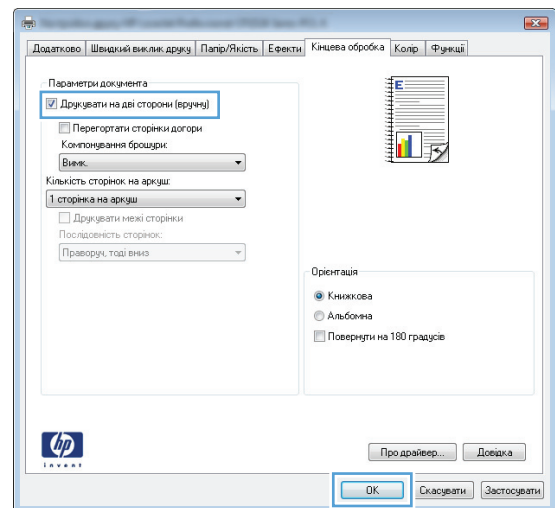 Додатково Швидкий виклик друку Папір/Якість Ефекти Кінцева обробка Колір Функції
Параметри документа
Друкувати на дві сторони (вручну)
Перегортати сторінки догори
Компонування брошури:
Вимк.
Кількість сторінок на аркуш:
1 сторінка на аркуш
Друкувати межі сторінки
Послідовність сторінок:
Праворуч, тоді вниз
E
Орієнтація
Книжкова
Альбомна
Повернути на 180 градусів
hp
invent
Про драйвер... Довідка
OK Скасувати Застосувати